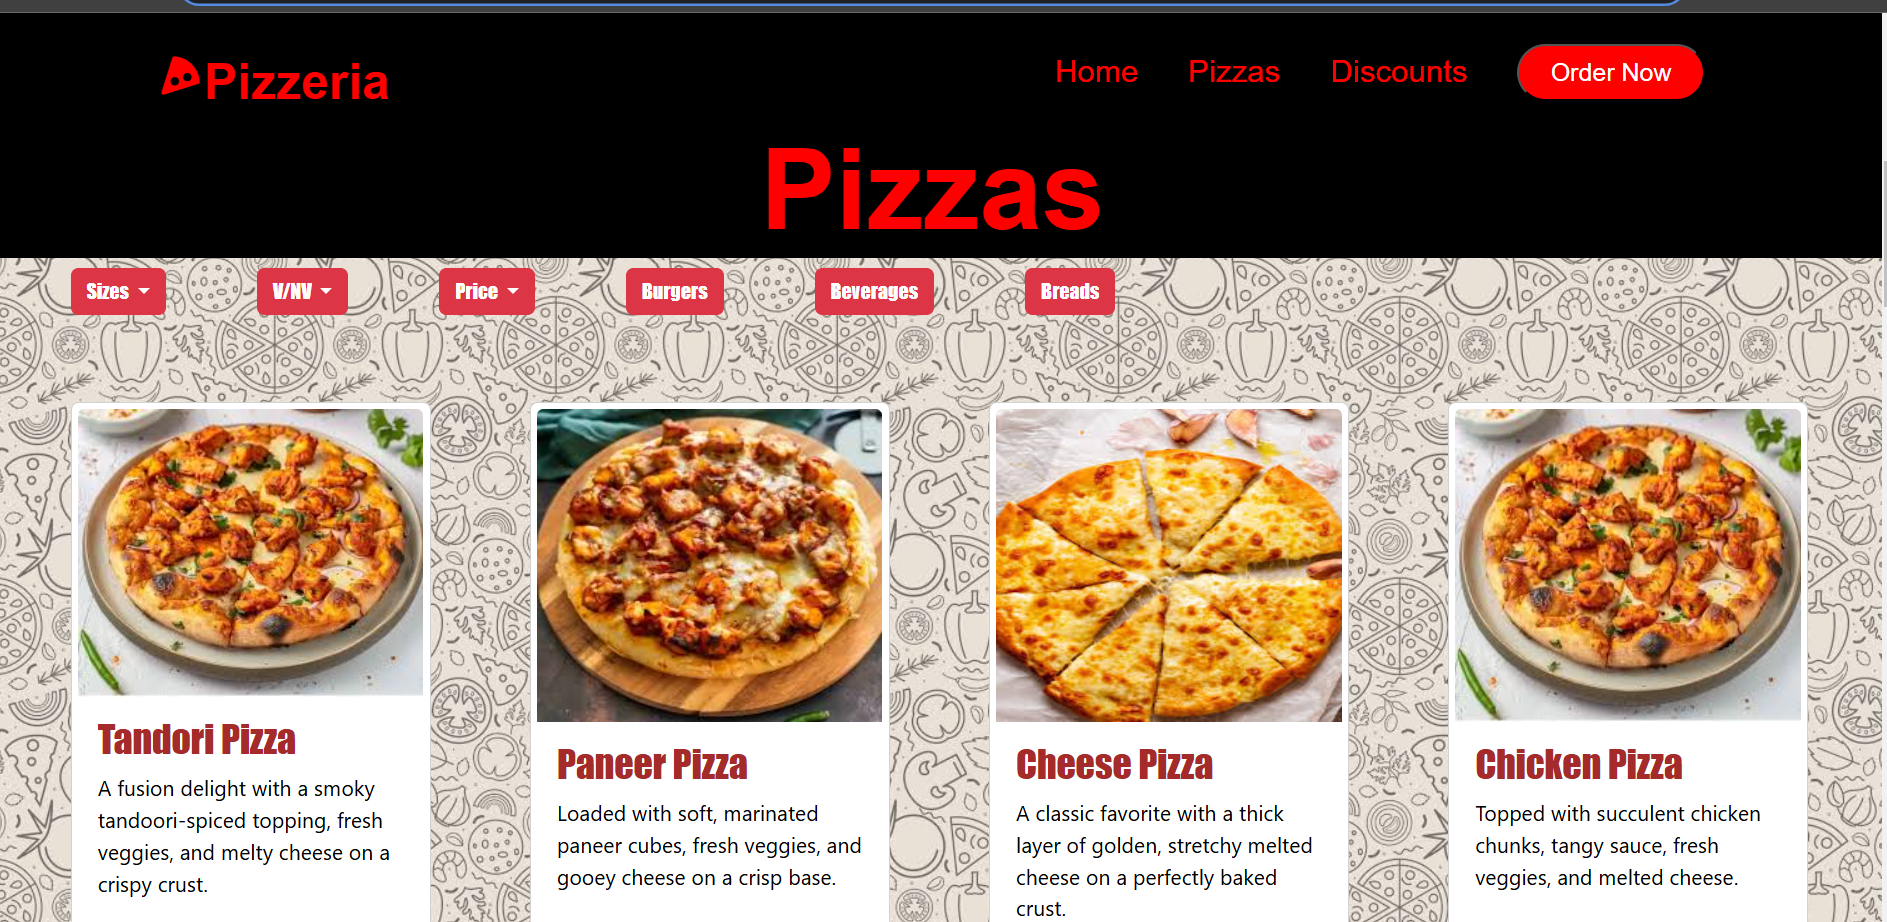 Pizzeria
Home Pizzas Discounts Order Now
Pizzas
Sizes V/NV Price Burgers Beverages Breads
Tandori Pizza
A fusion delight with a smoky
tandoori-spiced topping, fresh
veggies, and melty cheese on a
crispy crust.
Paneer Pizza
Loaded with soft, marinated
paneer cubes, fresh veggies, and
gooey cheese on a crisp base.
Cheese Pizza
A classic favorite with a thick
layer of golden, stretchy melted
cheese on a perfectly baked
crust.
Chicken Pizza
Topped with succulent chicken
chunks, tangy sauce, fresh
veggies, and melted cheese.